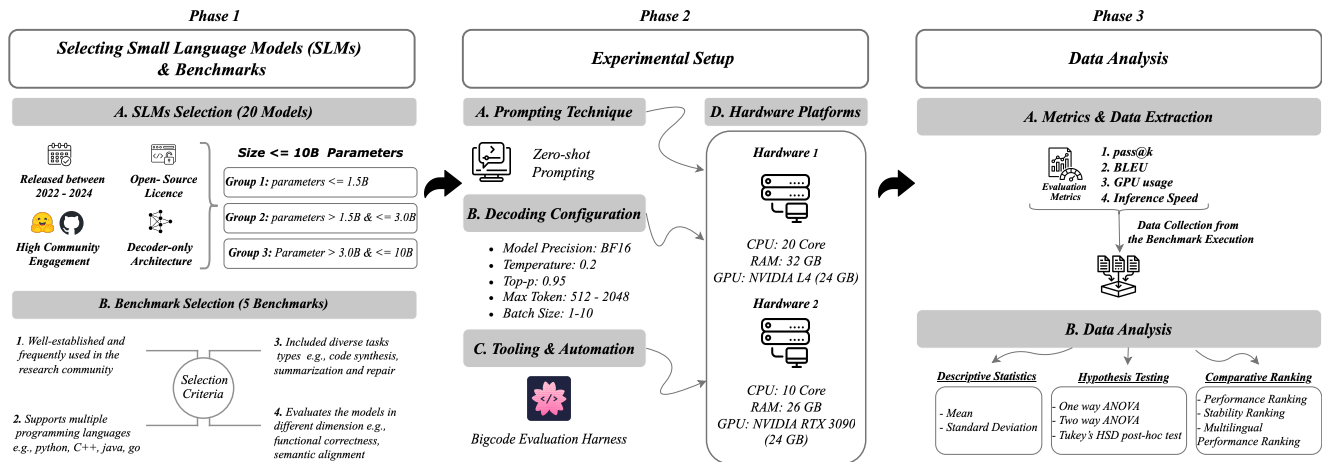 Phase 1
Selecting Small Language Models (SLMs)
& Benchmarks
A. SLMs Selection (20 Models)
Released between
2022 - 2024
Open- Source
Licence
High Community
Engagement
Decoder-only
Architecture
Size <= 10B Parameters
Group 1: parameters <= 1.5B
Group 2: parameters > 1.5B & <= 3.0B
Group 3: Parameter > 3.0B & <= 10B
B. Benchmark Selection (5 Benchmarks)
1. Well-established and
frequently used in the
research community
2. Supports multiple
programming languages
e.g., python, C++, java, go
Selection
Criteria
3. Included diverse tasks
types e.g., code synthesis,
summarization and repair
4. Evaluates the models in
different dimension e.g.,
functional correctness,
semantic alignment
Phase 2
Experimental Setup
A. Prompting Technique
Zero-shot
Prompting
B. Decoding Configuration
• Model Precision: BF16
• Temperature: 0.2
• Top-p: 0.95
• Max Token: 512 - 2048
• Batch Size: 1-10
C. Tooling & Automation
</>
Bigcode Evaluation Harness
D. Hardware Platforms
Hardware 1
CPU: 20 Core
RAM: 32 GB
GPU: NVIDIA L4 (24 GB)
Hardware 2
CPU: 10 Core
RAM: 26 GB
GPU: NVIDIA RTX 3090
(24 GB)
Phase 3
Data Analysis
A. Metrics & Data Extraction
Evaluation
Metrics
1. pass@k
2. BLEU
3. GPU usage
4. Inference Speed
Data Collection from
the Benchmark Execution
B. Data Analysis
Descriptive Statistics
- Mean
- Standard Deviation
Hypothesis Testing
- One way ANOVA
- Two way ANOVA
- Tukey's HSD post-hoc test
Comparative Ranking
- Performance Ranking
- Stability Ranking
- Multilingual
Performance Ranking